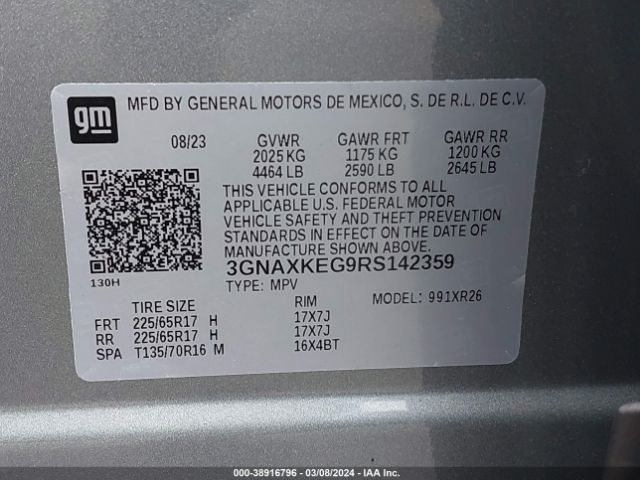 gm
MFD BY GENERAL MOTORS DE MEXICO, S. DE R.L. DE C.V.
08/23 GVWR GAWR FRT GAWR RR
2025 KG 1175 KG 1200 KG
4464 LB 2590 LB 2645 LB
THIS VEHICLE CONFORMS TO ALL
APPLICABLE U.S. FEDERAL MOTOR
VEHICLE SAFETY AND THEFT PREVENTION
STANDARDS IN EFFECT ON THE DATE OF
MANUFACTURE SHOWN ABOVE.
130H 3GNAXKEG9RS142359
TYPE: MPV MODEL: 991XR26
TIRE SIZE RIM
FRT 225/65R17 H 17X7J
RR 225/65R17 H 17X7J
SPA T135/70R16 M 16X4BT
000-38916796 - 03/08/2024 - IAA Inc.